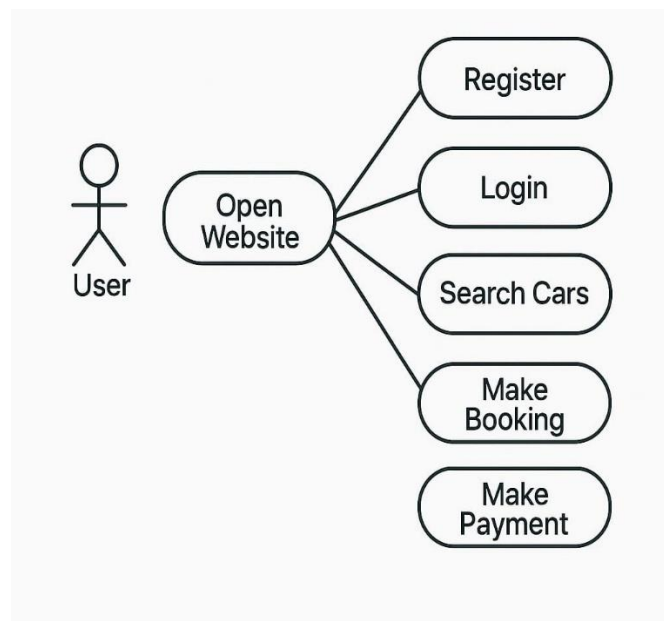 User
Open
Website
Register
Login
Search Cars
Make
Booking
Make
Payment